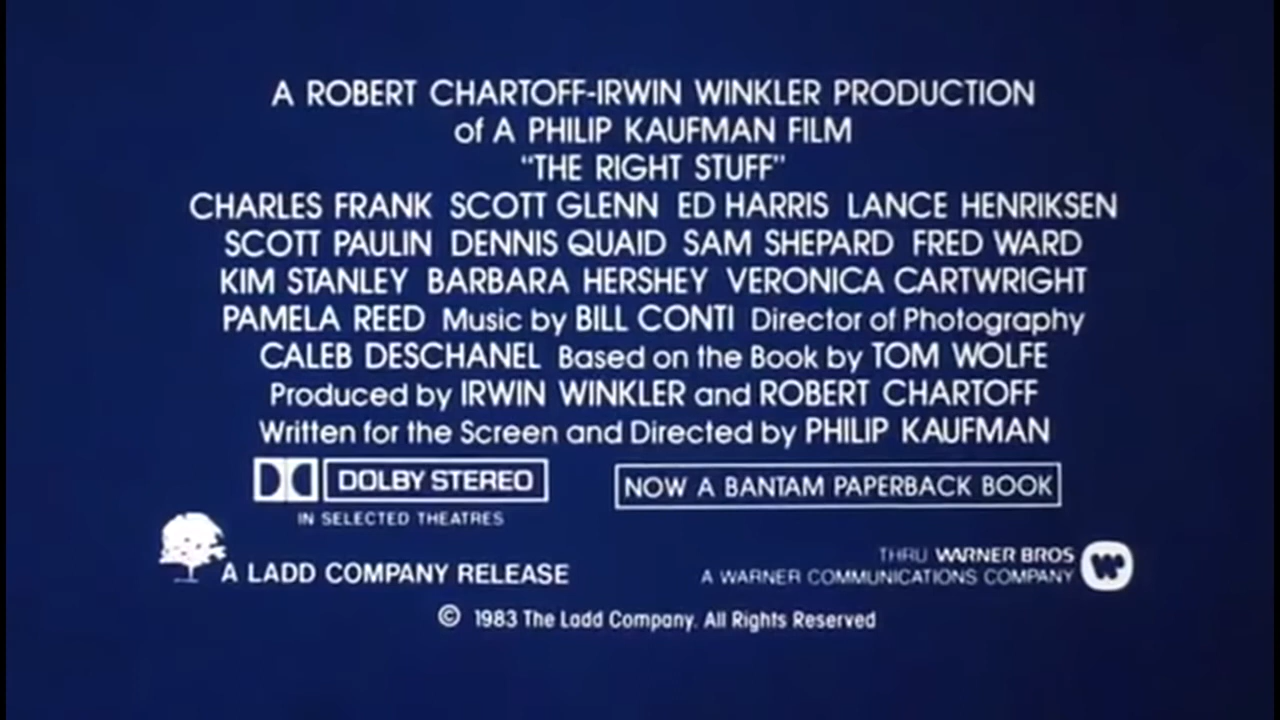 A ROBERT CHARTOFF-IRWIN WINKLER PRODUCTION
of A PHILIP KAUFMAN FILM
"THE RIGHT STUFF"
CHARLES FRANK SCOTT GLENN ED HARRIS LANCE HENRIKSEN
SCOTT PAULIN DENNIS QUAID SAM SHEPARD FRED WARD
KIM STANLEY BARBARA HERSHEY VERONICA CARTWRIGHT
PAMELA REED Music by BILL CONTI Director of Photography
CALEB DESCHANEL Based on the Book by TOM WOLFE
Produced by IRWIN WINKLER and ROBERT CHARTOFF
Written for the Screen and Directed by PHILIP KAUFMAN
DOLBY STEREO
IN SELECTED THEATRES
NOW A BANTAM PAPERBACK BOOK
A LADD COMPANY RELEASE
THRU WARNER BROS
A WARNER COMMUNICATIONS COMPANY
© 1983 The Ladd Company. All Rights Reserved